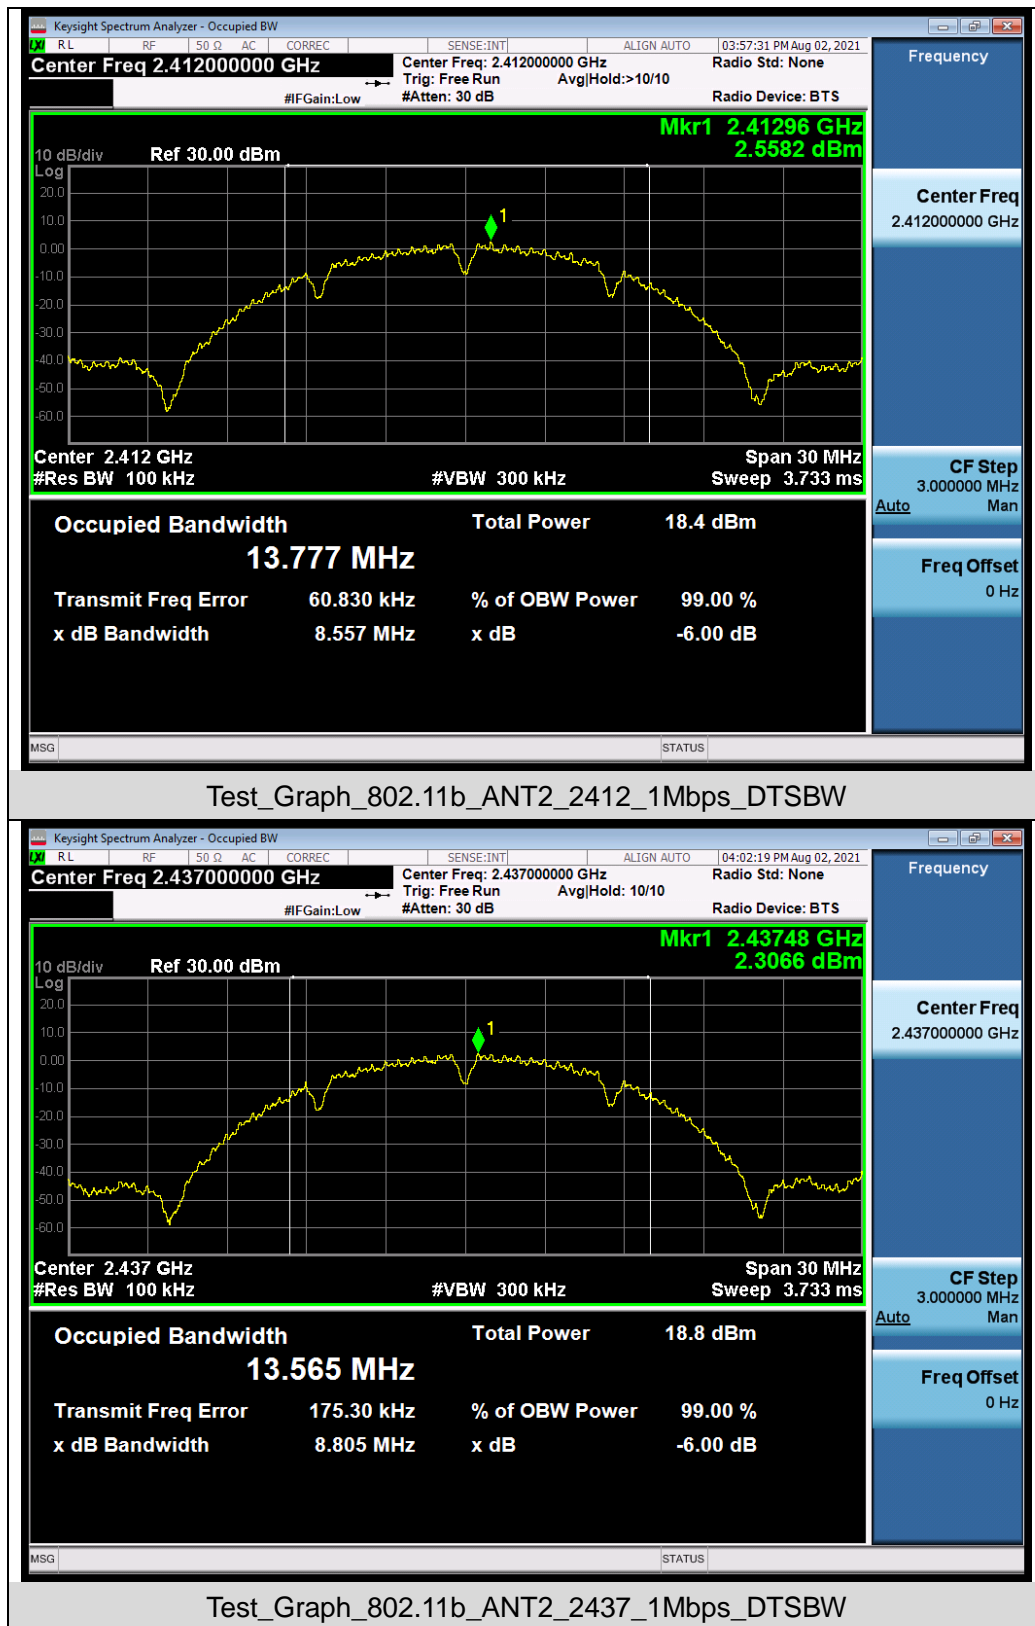 Keysight Spectrum Analyzer - Occupied BW
LXI RL RF 50 Ω AC CORREC SENSE:INT ALIGN AUTO 03:57:31 PM Aug 02, 2021
Center Freq 2.412000000 GHz Center Freq: 2.412000000 GHz Radio Std: None
Trig: Free Run Avg|Hold:>10/10
#IFGain:Low #Atten: 30 dB Radio Device: BTS
Frequency
Mkr1 2.41296 GHz
10 dB/div Ref 30.00 dBm 2.5582 dBm
Log
20.0
10.0
0.00
-10.0
-20.0
-30.0
-40.0
-50.0
-60.0
1
Center 2.412 GHz Span 30 MHz
#Res BW 100 kHz #VBW 300 kHz Sweep 3.733 ms
Occupied Bandwidth Total Power 18.4 dBm
13.777 MHz
Transmit Freq Error 60.830 kHz % of OBW Power 99.00 %
x dB Bandwidth 8.557 MHz x dB -6.00 dB
Center Freq
2.412000000 GHz
CF Step
3.000000 MHz
Auto Man
Freq Offset
0 Hz
MSG STATUS
Test_Graph_802.11b_ANT2_2412_1Mbps_DTSBW
Keysight Spectrum Analyzer - Occupied BW
LXI RL RF 50 Ω AC CORREC SENSE:INT ALIGN AUTO 04:02:19 PM Aug 02, 2021
Center Freq 2.437000000 GHz Center Freq: 2.437000000 GHz Radio Std: None
Trig: Free Run Avg|Hold: 10/10
#IFGain:Low #Atten: 30 dB Radio Device: BTS
Frequency
Mkr1 2.43748 GHz
10 dB/div Ref 30.00 dBm 2.3066 dBm
Log
20.0
10.0
0.00
-10.0
-20.0
-30.0
-40.0
-50.0
-60.0
1
Center 2.437 GHz Span 30 MHz
#Res BW 100 kHz #VBW 300 kHz Sweep 3.733 ms
Occupied Bandwidth Total Power 18.8 dBm
13.565 MHz
Transmit Freq Error 175.30 kHz % of OBW Power 99.00 %
x dB Bandwidth 8.805 MHz x dB -6.00 dB
Center Freq
2.437000000 GHz
CF Step
3.000000 MHz
Auto Man
Freq Offset
0 Hz
MSG STATUS
Test_Graph_802.11b_ANT2_2437_1Mbps_DTSBW